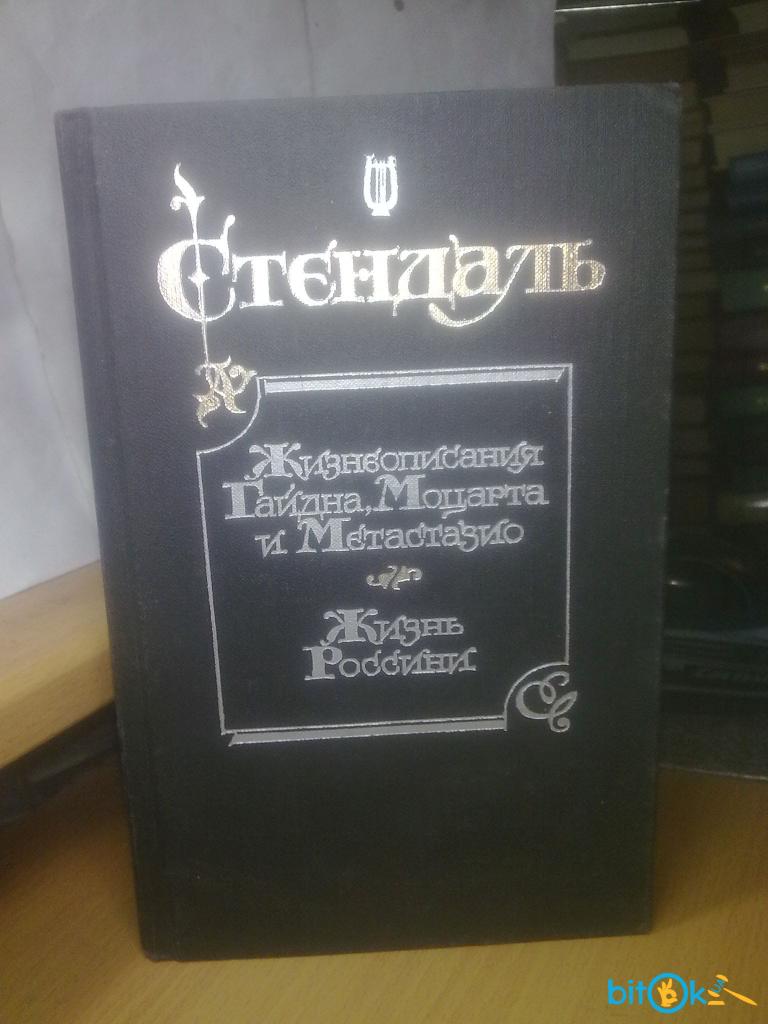 Стендаль
Жизнеописания
Гайдна, Моцарта
и Метастазио
Жизнь
Россини
bitOk